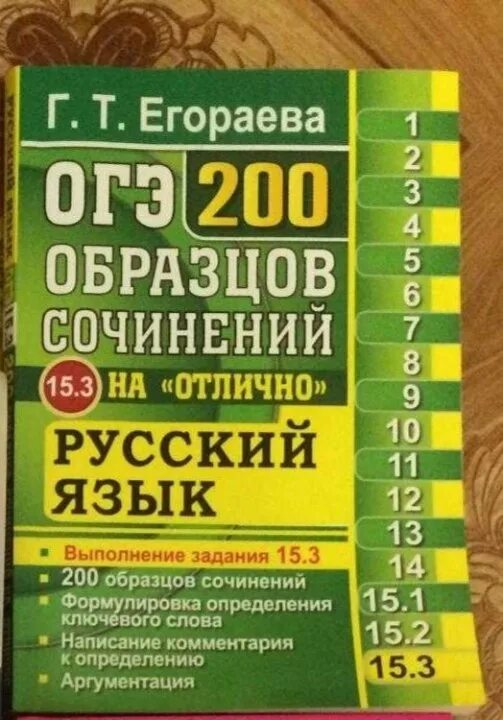 Г. Т. Егораева
ОГЭ 200
ОБРАЗЦОВ
СОЧИНЕНИЙ
15.3 НА «ОТЛИЧНО»
РУССКИЙ
ЯЗЫК
Выполнение задания 15.3
200 образцов сочинений
Формулировка определения
ключевого слова
Написание комментария
к определению
Аргументация
1
2
3
4
5
6
7
8
9
10
11
12
13
14
15.1
15.2
15.3